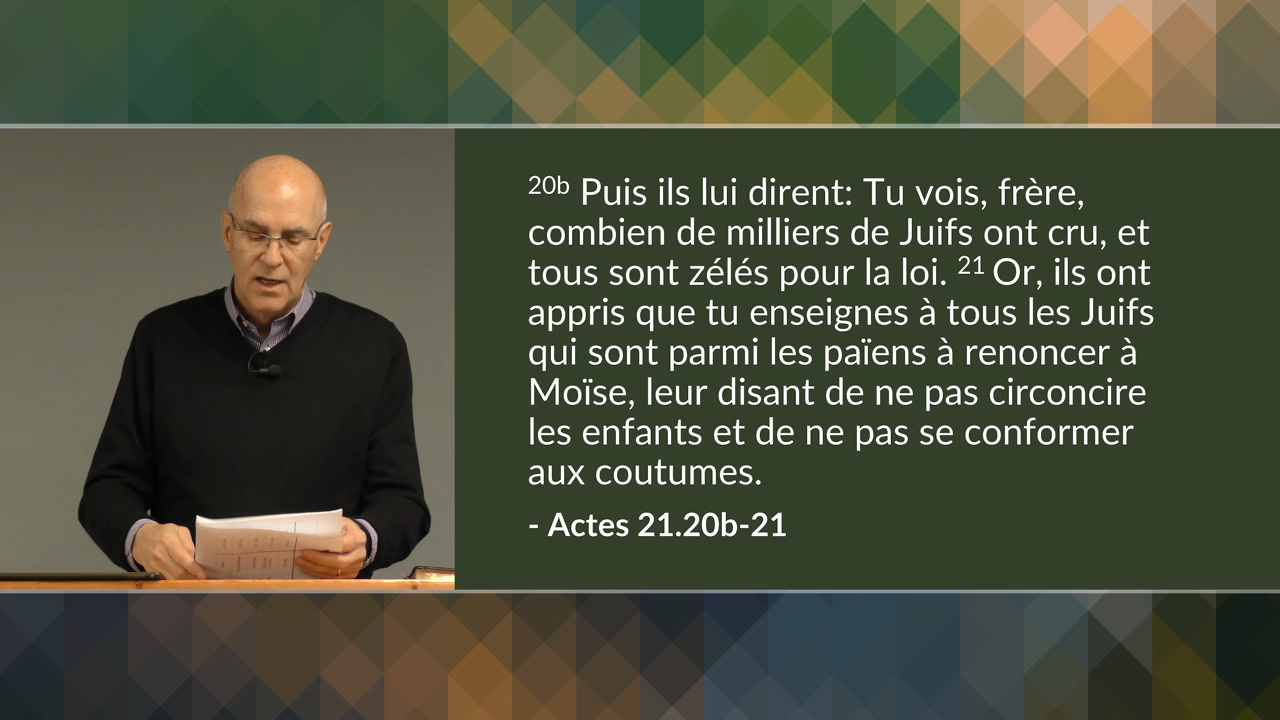 20b Puis ils lui dirent: Tu vois, frère,
combien de milliers de Juifs ont cru, et
tous sont zélés pour la loi. 21 Or, ils ont
appris que tu enseignes à tous les Juifs
qui sont parmi les païens à renoncer à
Moïse, leur disant de ne pas circoncire
les enfants et de ne pas se conformer
aux coutumes.
- Actes 21.20b-21